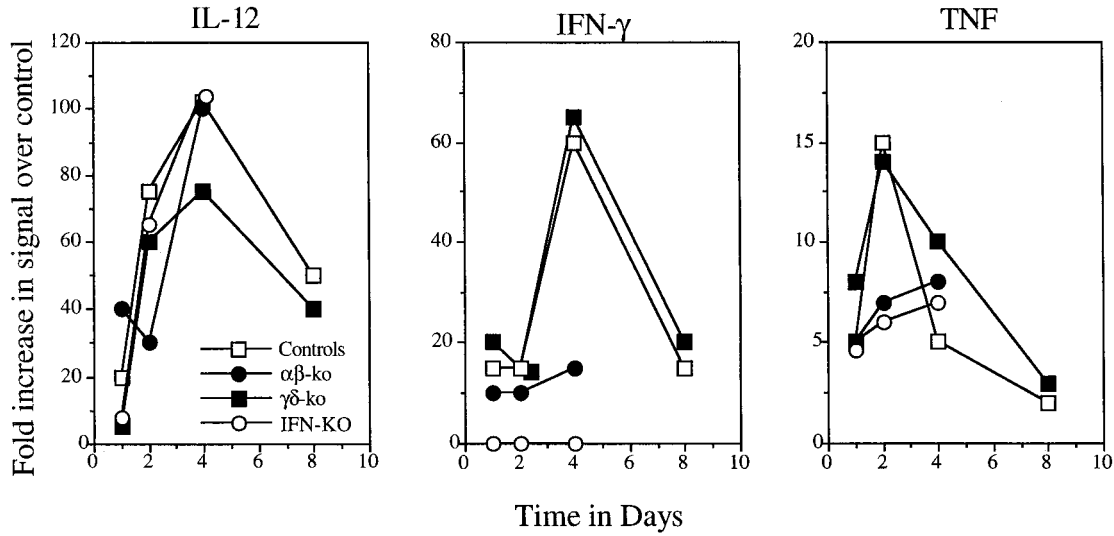 IL-12
IFN-γ
TNF
Fold increase in signal over control
120
100
80
60
40
20
0
0 2 4 6 8 10
Controls
αβ-ko
γδ-ko
IFN-KO
80
60
40
20
0
0 2 4 6 8 10
20
15
10
5
0
0 2 4 6 8 10
Time in Days